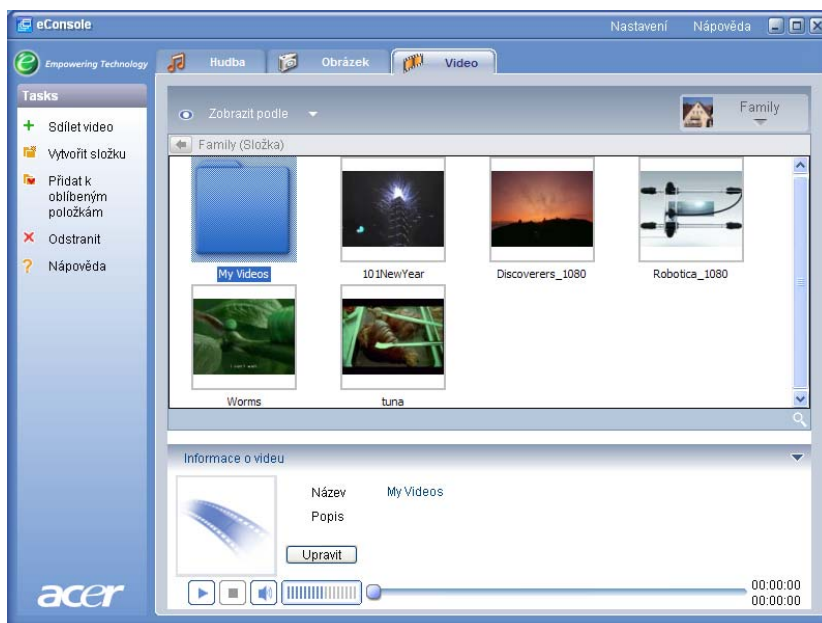 eConsole
Nastavení Nápověda
Empowering Technology
Hudba
Obrázek
Video
Tasks
Sdílet video
Vytvořit složku
Přidat k
oblíbeným
položkám
Odstranit
Nápověda
Zobrazit podle
Family
Family (Složka)
My Videos
101NewYear
Discoverers_1080
Robotica_1080
Worms
tuna
Informace o videu
Název My Videos
Popis
Upravit
00:00:00
00:00:00
acer